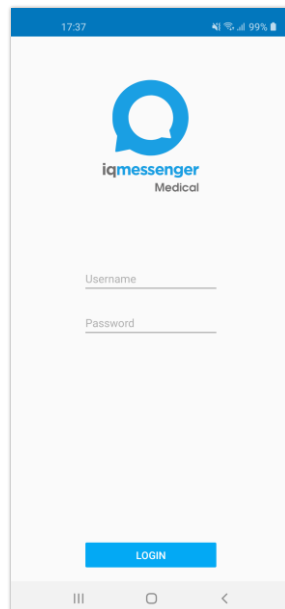 17:37 99%
iqmessenger
Medical
Username
Password
LOGIN